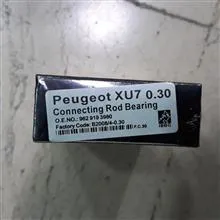 Peugeot XU7 0.30
Connecting Rod Bearing
O.E.NO.: 962 919 3980
Factory Code: B2008/4-0.30